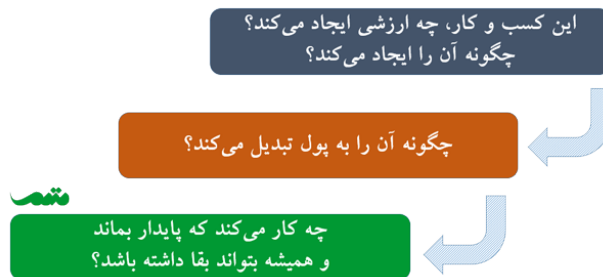 این کسب و کار، چه ارزشی ایجاد می‌کند؟
چگونه آن را ایجاد می‌کند؟
چگونه آن را به پول تبدیل می‌کند؟
متمم
چه کار می‌کند که پایدار بماند
و همیشه بتواند بقا داشته باشد؟